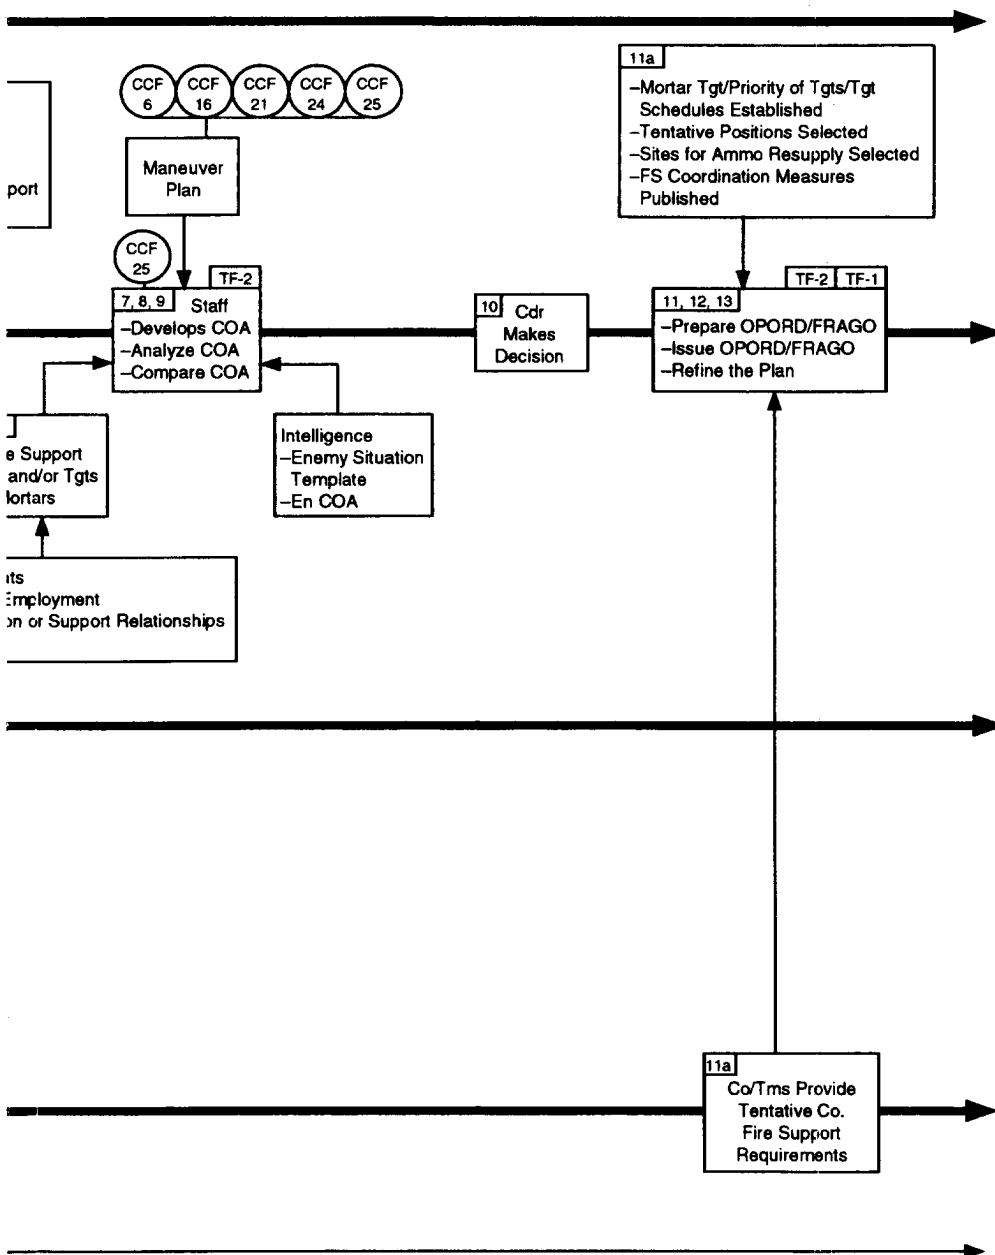 CCF
6
CCF
16
CCF
21
CCF
24
CCF
25
11a
–Mortar Tgt/Priority of Tgts/Tgt
Schedules Established
–Tentative Positions Selected
–Sites for Ammo Resupply Selected
–FS Coordination Measures
Published
port
Maneuver
Plan
CCF
25
TF-2
7, 8, 9 Staff
–Develops COA
–Analyze COA
–Compare COA
10 Cdr
Makes
Decision
TF-2 TF-1
11, 12, 13
–Prepare OPORD/FRAGO
–Issue OPORD/FRAGO
–Refine the Plan
e Support
and/or Tgts
ortars
Intelligence
–Enemy Situation
Template
–En COA
ts
Employment
on or Support Relationships
11a
Co/Tms Provide
Tentative Co.
Fire Support
Requirements